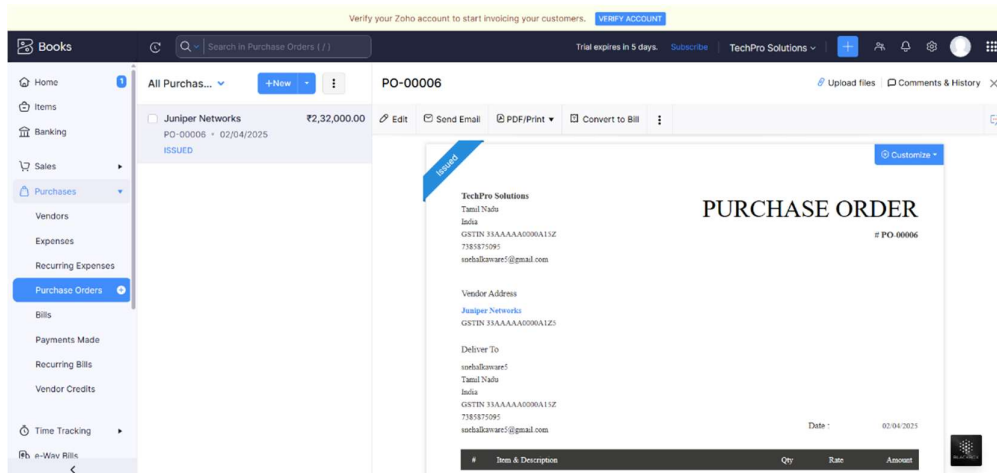 Verify your Zoho account to start invoicing your customers. VERIFY ACCOUNT
Books
Search in Purchase Orders ( / )
Trial expires in 5 days. Subscribe
TechPro Solutions
Home 1
Items
Banking
Sales
Purchases
Vendors
Expenses
Recurring Expenses
Purchase Orders
Bills
Payments Made
Recurring Bills
Vendor Credits
Time Tracking
e-Way Bills
All Purchas...
+New
Juniper Networks ₹2,32,000.00
PO-00006 • 02/04/2025
ISSUED
PO-00006
Upload files
Comments & History
Edit
Send Email
PDF/Print
Convert to Bill
Customize
Issued
TechPro Solutions
Tamil Nadu
India
GSTIN 33AAAAA0000A15Z
7385875095
snehalkaware5@gmail.com
PURCHASE ORDER
# PO-00006
Vendor Address
Juniper Networks
GSTIN 33AAAAA0000A1Z5
Deliver To
snehalkaware5
Tamil Nadu
India
GSTIN 33AAAAA0000A15Z
7385875095
snehalkaware5@gmail.com
Date : 02/04/2025
# Item & Description Qty Rate Amount